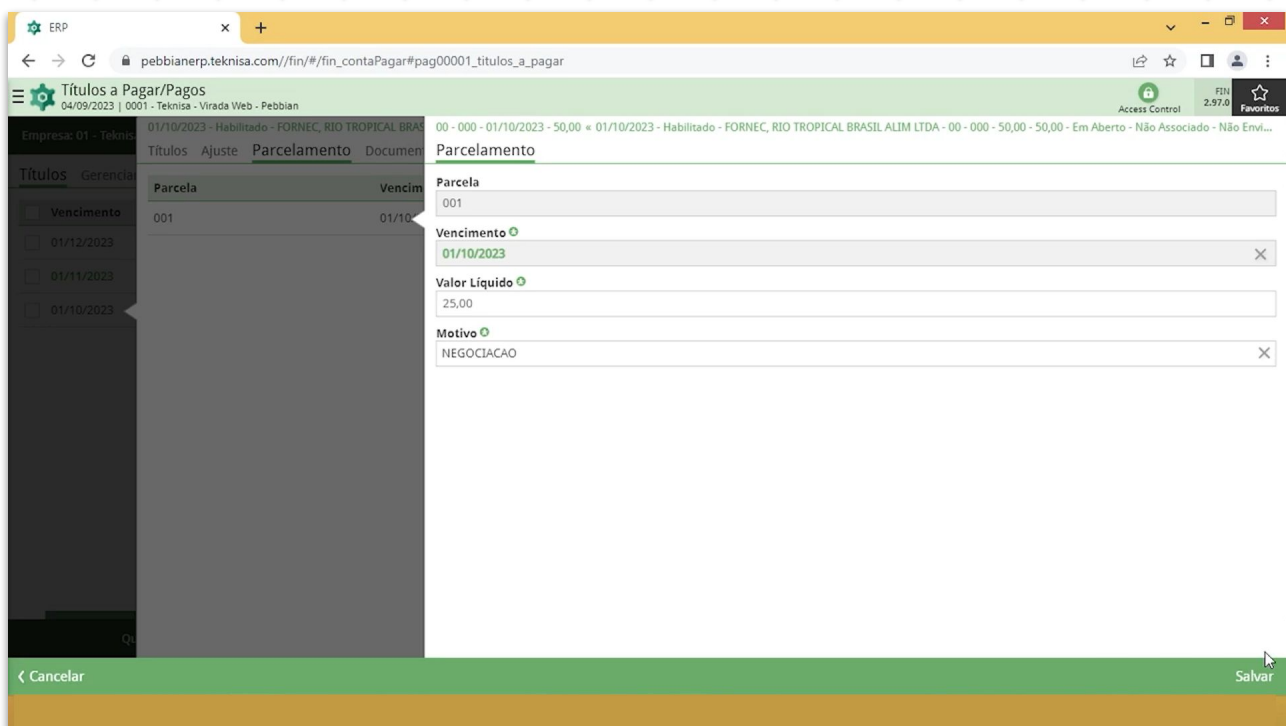 ERP
pebbianerp.teknisa.com//fin/#/fin_contaPagar#pag00001_titulos_a_pagar
Títulos a Pagar/Pagos
04/09/2023 | 0001 - Teknisa - Virada Web - Pebbian
Access Control
FIN
2.97.0
Favoritos
Empresa: 01 - Teknis
Títulos Gerencia
Vencimento
01/12/2023
01/11/2023
01/10/2023
Qu
01/10/2023 - Habilitado - FORNEC, RIO TROPICAL BRAS
Títulos Ajuste Parcelamento Documen
Parcela Vencim
001 01/10
00 - 000 - 01/10/2023 - 50,00 « 01/10/2023 - Habilitado - FORNEC, RIO TROPICAL BRASIL ALIM LTDA - 00 - 000 - 50,00 - 50,00 - Em Aberto - Não Associado - Não Envi...
Parcelamento
Parcela
001
Vencimento
01/10/2023
Valor Líquido
25,00
Motivo
NEGOCIACAO
Cancelar
Salvar